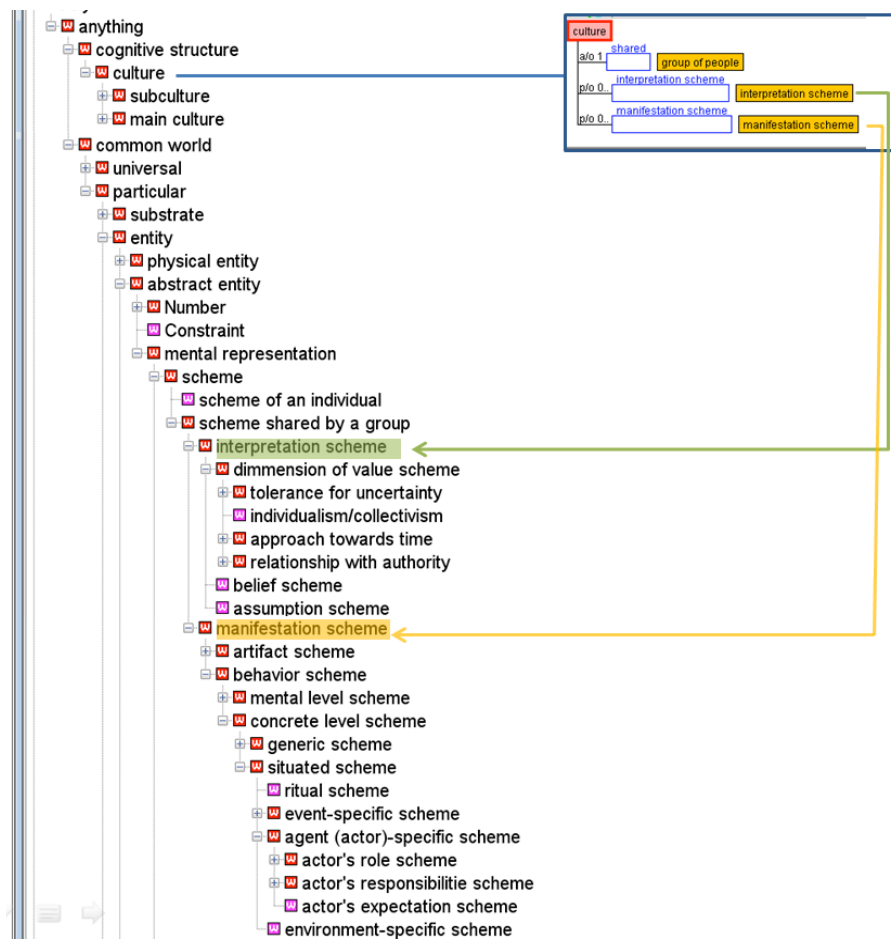 anything
cognitive structure
culture
subculture
main culture
common world
universal
particular
substrate
entity
physical entity
abstract entity
Number
Constraint
mental representation
scheme
scheme of an individual
scheme shared by a group
interpretation scheme
dimmension of value scheme
tolerance for uncertainty
individualism/collectivism
approach towards time
relationship with authority
belief scheme
assumption scheme
manifestation scheme
artifact scheme
behavior scheme
mental level scheme
concrete level scheme
generic scheme
situated scheme
ritual scheme
event-specific scheme
agent (actor)-specific scheme
actor's role scheme
actor's responsibilitie scheme
actor's expectation scheme
environment-specific scheme
culture
shared
a/o 1 group of people
interpretation scheme
p/o 0.. interpretation scheme
manifestation scheme
p/o 0.. manifestation scheme